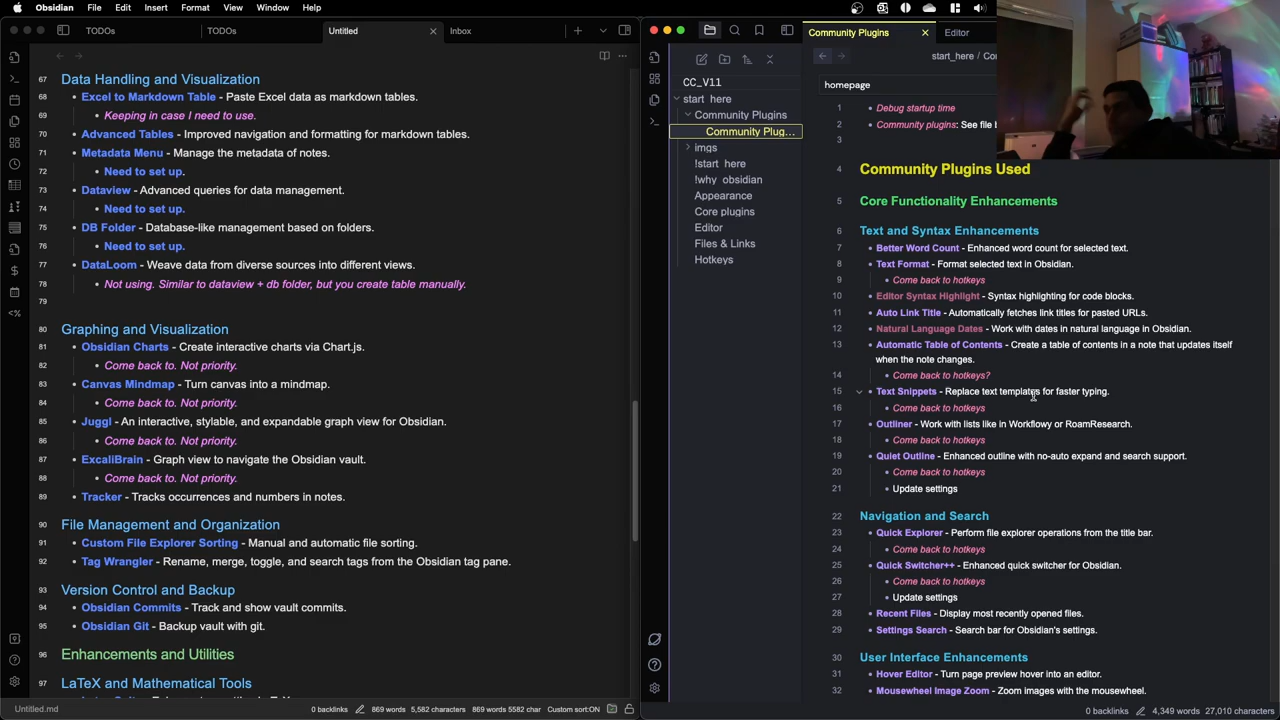 Obsidian File Edit Insert Format View Window Help
TODOs TODOs Untitled Inbox
67 Data Handling and Visualization
68 Excel to Markdown Table - Paste Excel data as markdown tables.
69 Keeping in case I need to use.
70 Advanced Tables - Improved navigation and formatting for markdown tables.
71 Metadata Menu - Manage the metadata of notes.
72 Need to set up.
73 Dataview - Advanced queries for data management.
74 Need to set up.
75 DB Folder - Database-like management based on folders.
76 Need to set up.
77 DataLoom - Weave data from diverse sources into different views.
78 Not using. Similar to dataview + db folder, but you create table manually.
79
80 Graphing and Visualization
81 Obsidian Charts - Create interactive charts via Chart.js.
82 Come back to. Not priority.
83 Canvas Mindmap - Turn canvas into a mindmap.
84 Come back to. Not priority.
85 Juggl - An interactive, stylable, and expandable graph view for Obsidian.
86 Come back to. Not priority.
87 ExcaliBrain - Graph view to navigate the Obsidian vault.
88 Come back to. Not priority.
89 Tracker - Tracks occurrences and numbers in notes.
90 File Management and Organization
91 Custom File Explorer Sorting - Manual and automatic file sorting.
92 Tag Wrangler - Rename, merge, toggle, and search tags from the Obsidian tag pane.
93 Version Control and Backup
94 Obsidian Commits - Track and show vault commits.
95 Obsidian Git - Backup vault with git.
96 Enhancements and Utilities
97 LaTeX and Mathematical Tools
Untitled.md 0 backlinks 869 words 5,582 characters 869 words 5582 char Custom sort:ON
CC_V11
start here
Community Plugins
Community Plug...
imgs
!start here
!why obsidian
Appearance
Core plugins
Editor
Files & Links
Hotkeys
Community Plugins Editor
start_here / Co
homepage
1 Debug startup time
2 Community plugins: See file
3
4 Community Plugins Used
5 Core Functionality Enhancements
6 Text and Syntax Enhancements
7 Better Word Count - Enhanced word count for selected text.
8 Text Format - Format selected text in Obsidian.
9 Come back to hotkeys
10 Editor Syntax Highlight - Syntax highlighting for code blocks.
11 Auto Link Title - Automatically fetches link titles for pasted URLs.
12 Natural Language Dates - Work with dates in natural language in Obsidian.
13 Automatic Table of Contents - Create a table of contents in a note that updates itself
when the note changes.
14 Come back to hotkeys?
15 Text Snippets - Replace text templates for faster typing.
16 Come back to hotkeys
17 Outliner - Work with lists like in Workflowy or RoamResearch.
18 Come back to hotkeys
19 Quiet Outline - Enhanced outline with no-auto expand and search support.
20 Come back to hotkeys
21 Update settings
22 Navigation and Search
23 Quick Explorer - Perform file explorer operations from the title bar.
24 Come back to hotkeys
25 Quick Switcher++ - Enhanced quick switcher for Obsidian.
26 Come back to hotkeys
27 Update settings
28 Recent Files - Display most recently opened files.
29 Settings Search - Search bar for Obsidian's settings.
30 User Interface Enhancements
31 Hover Editor - Turn page preview hover into an editor.
32 Mousewheel Image Zoom - Zoom images with the mousewheel.
0 backlinks 4,349 words 27,010 characters